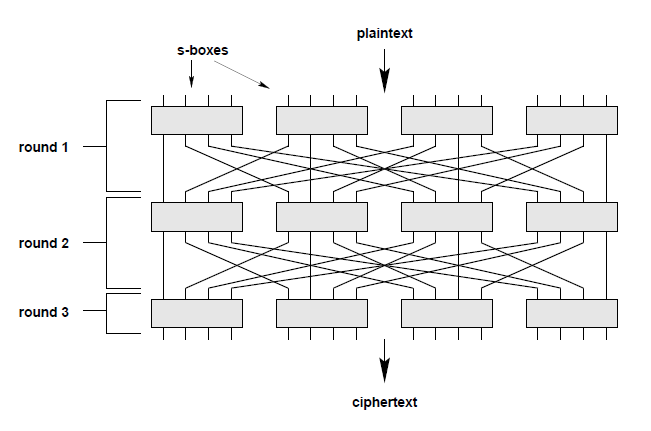 plaintext
s-boxes
round 1
round 2
round 3
ciphertext